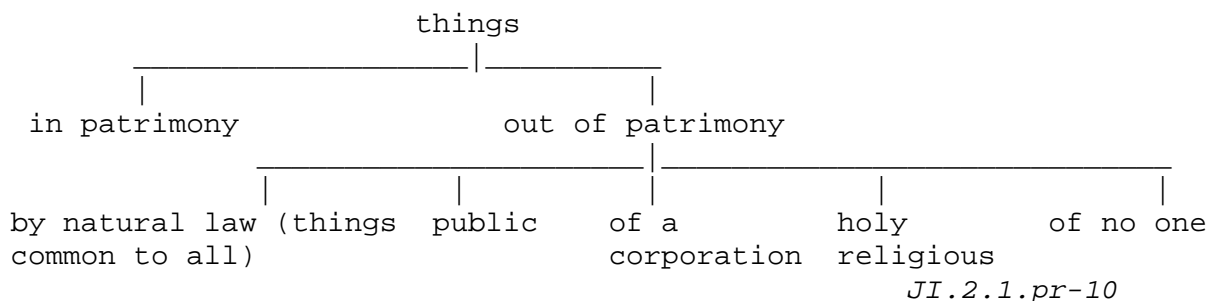 things
in patrimony out of patrimony
by natural law (things public of a holy of no one
common to all) corporation religious
JI.2.1.pr-10